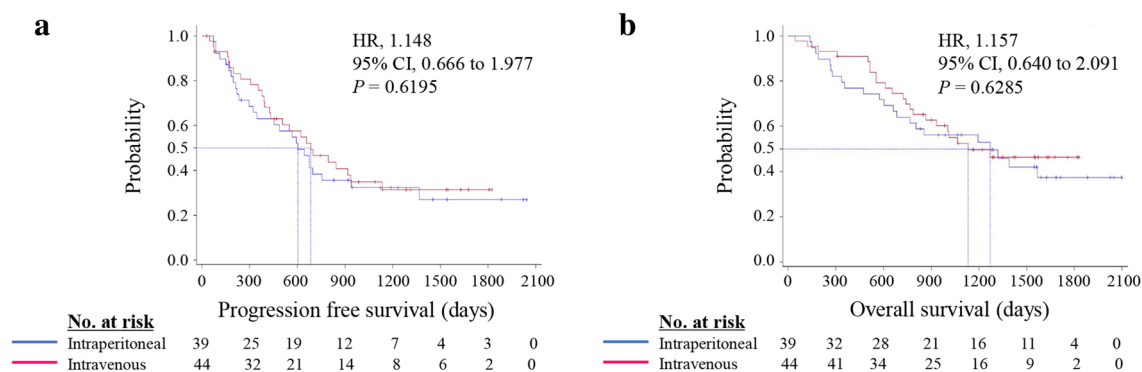 a
HR, 1.148
95% CI, 0.666 to 1.977
P = 0.6195
Probability
1.0
0.8
0.6
0.5
0.4
0.2
0.0
0 300 600 900 1200 1500 1800 2100
Progression free survival (days)
No. at risk
Intraperitoneal 39 25 19 12 7 4 3 0
Intravenous 44 32 21 14 8 6 2 0
b
HR, 1.157
95% CI, 0.640 to 2.091
P = 0.6285
Probability
1.0
0.8
0.6
0.5
0.4
0.2
0.0
0 300 600 900 1200 1500 1800 2100
Overall survival (days)
No. at risk
Intraperitoneal 39 32 28 21 16 11 4 0
Intravenous 44 41 34 25 16 9 2 0